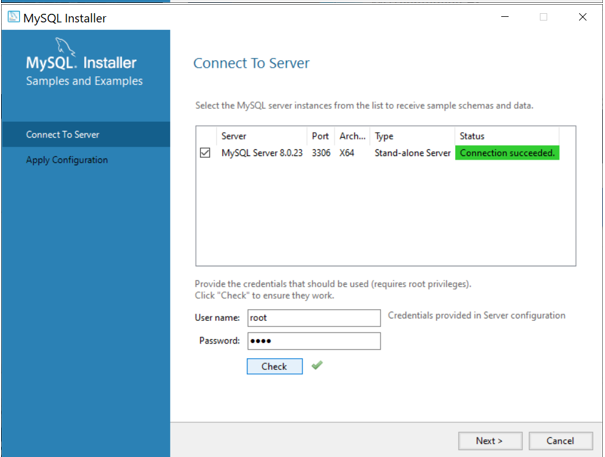 MySQL Installer
MySQL. Installer
Samples and Examples
Connect To Server
Apply Configuration
Connect To Server
Select the MySQL server instances from the list to receive sample schemas and data.
Server Port Arch... Type Status
MySQL Server 8.0.23 3306 X64 Stand-alone Server Connection succeeded.
Provide the credentials that should be used (requires root privileges).
Click "Check" to ensure they work.
User name: root Credentials provided in Server configuration
Password: ●●●●
Check
Next > Cancel